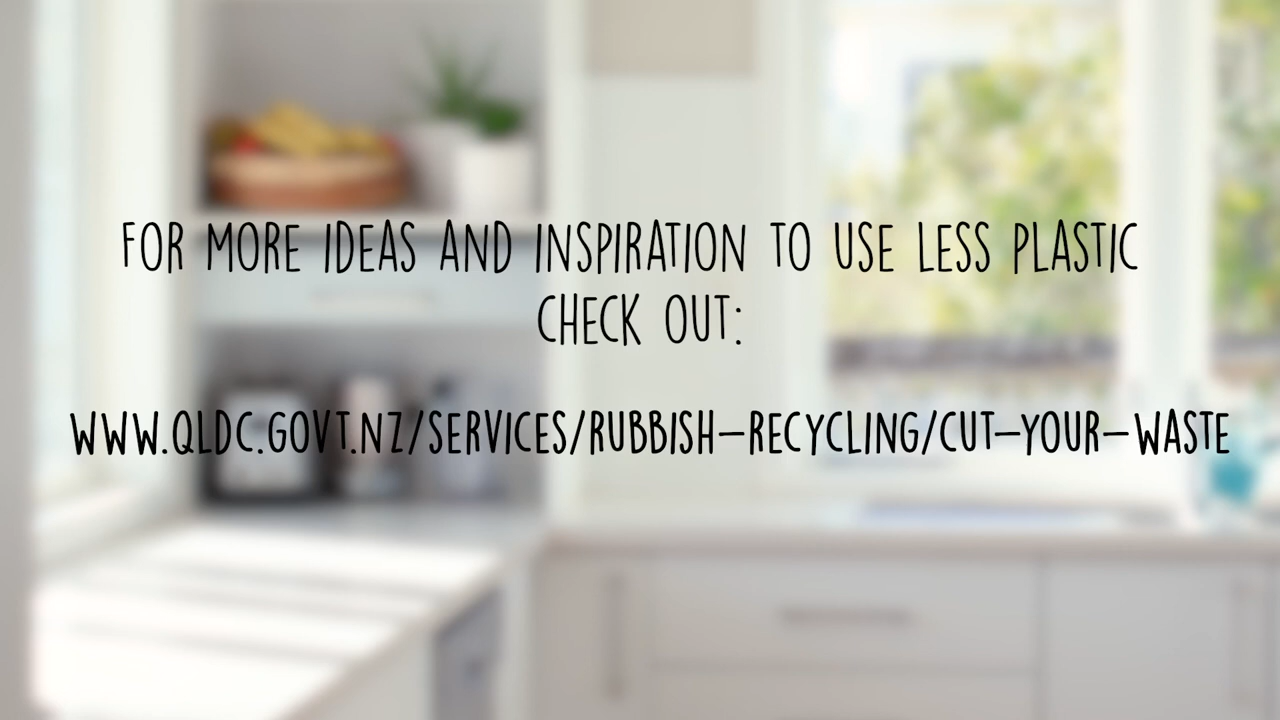 FOR MORE IDEAS AND INSPIRATION TO USE LESS PLASTIC
CHECK OUT:
WWW.QLDC.GOVT.NZ/SERVICES/RUBBISH-RECYCLING/CUT-YOUR-WASTE